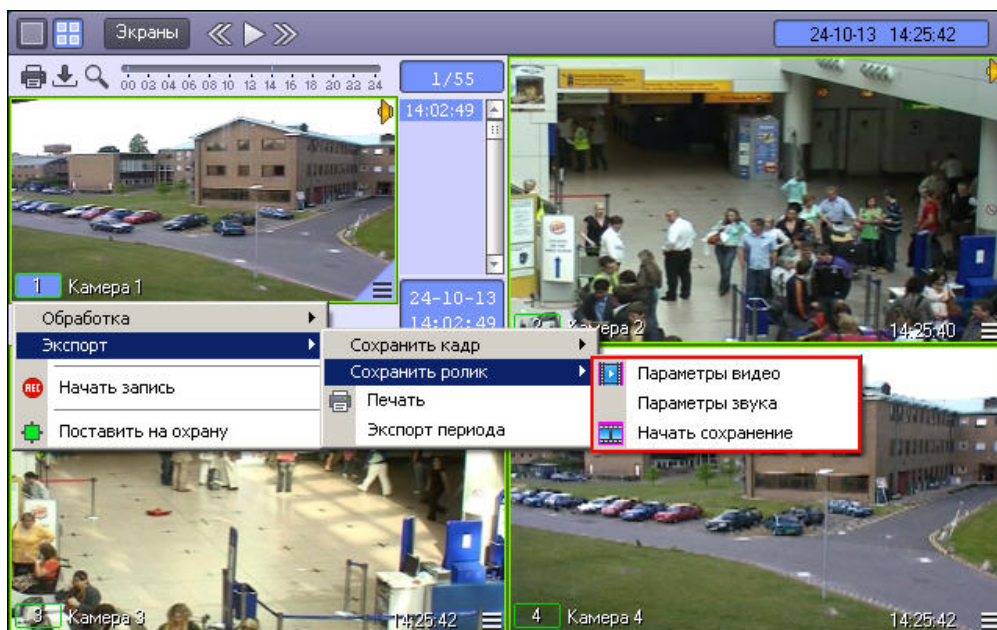 Экраны
24-10-13 14:25:42
00 02 04 06 08 10 12 14 16 18 20 22 24
1/55
14:02:49
1 Камера 1
24-10-13
14:02:49
Обработка
Экспорт
REC Начать запись
Поставить на охрану
Сохранить кадр
Сохранить ролик
Печать
Экспорт периода
Параметры видео
Параметры звука
Начать сохранение
2 Камера 2
14:25:40
3 Камера 3
14:25:42
4 Камера 4
14:25:42